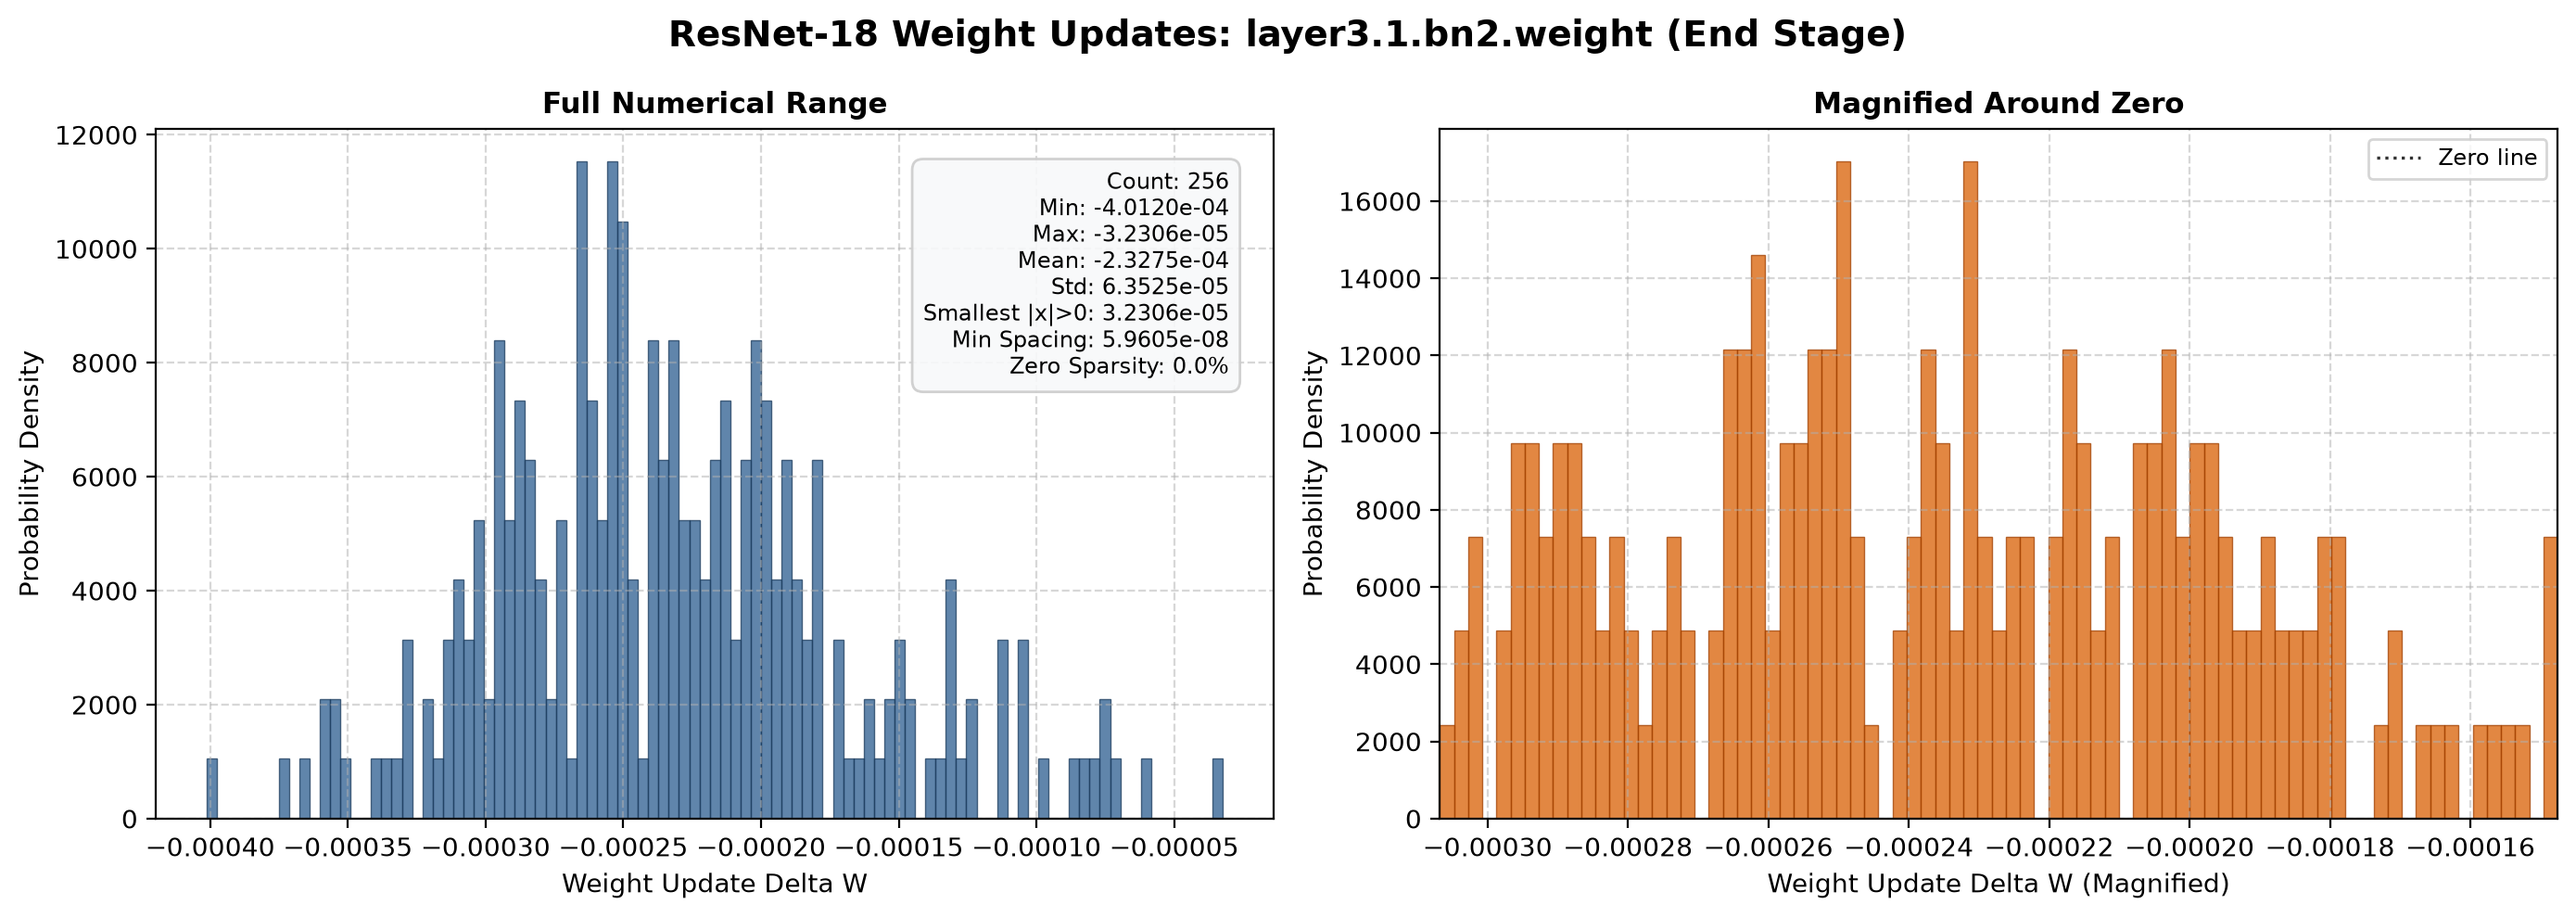 ResNet-18 Weight Updates: layer3.1.bn2.weight (End Stage)
Full Numerical Range
12000
10000
8000
6000
4000
2000
0
Probability Density
Count: 256
Min: -4.0120e-04
Max: -3.2306e-05
Mean: -2.3275e-04
Std: 6.3525e-05
Smallest |x|>0: 3.2306e-05
Min Spacing: 5.9605e-08
Zero Sparsity: 0.0%
−0.00040 −0.00035 −0.00030 −0.00025 −0.00020 −0.00015 −0.00010 −0.00005
Weight Update Delta W
Magnified Around Zero
Zero line
16000
14000
12000
10000
8000
6000
4000
2000
0
Probability Density
−0.00030 −0.00028 −0.00026 −0.00024 −0.00022 −0.00020 −0.00018 −0.00016
Weight Update Delta W (Magnified)